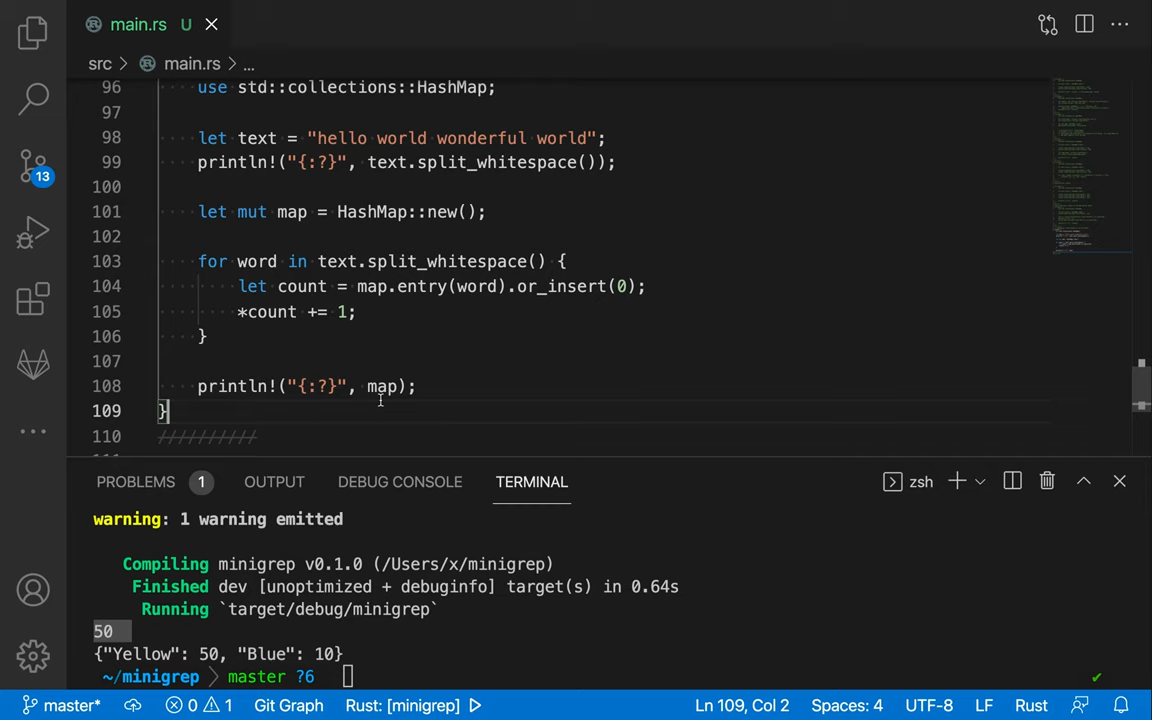 main.rs U
src > main.rs > ...
96 use std::collections::HashMap;
97
98 let text = "hello world wonderful world";
99 println!("{:?}", text.split_whitespace());
100
101 let mut map = HashMap::new();
102
103 for word in text.split_whitespace() {
104 let count = map.entry(word).or_insert(0);
105 *count += 1;
106 }
107
108 println!("{:?}", map);
109 }
110 //////////
13
PROBLEMS 1 OUTPUT DEBUG CONSOLE TERMINAL zsh
warning: 1 warning emitted
Compiling minigrep v0.1.0 (/Users/x/minigrep)
Finished dev [unoptimized + debuginfo] target(s) in 0.64s
Running `target/debug/minigrep`
50
{"Yellow": 50, "Blue": 10}
~/minigrep > master ?6
master* 0 1 Git Graph Rust: [minigrep] Ln 109, Col 2 Spaces: 4 UTF-8 LF Rust